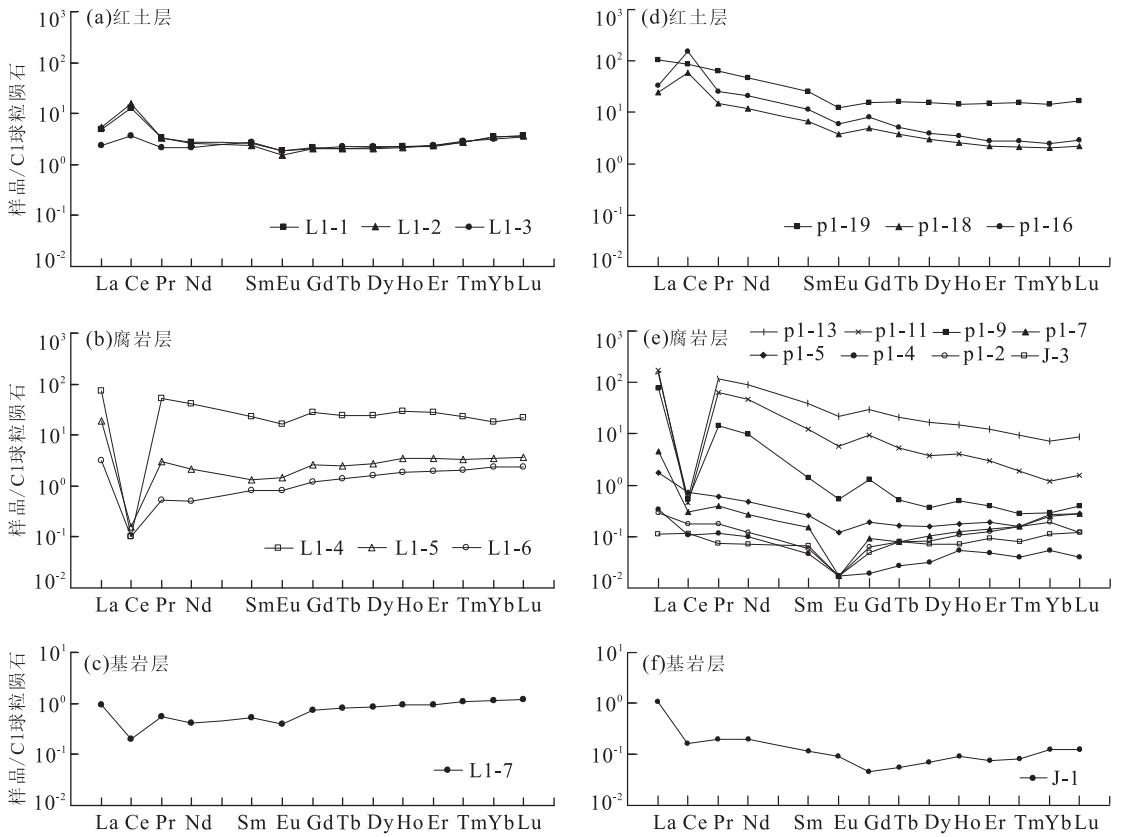 (a)红土层
样品/C1球粒陨石
10³
10²
10¹
10⁰
10⁻¹
10⁻²
L1-1 L1-2 L1-3
La Ce Pr Nd Sm Eu Gd Tb Dy Ho Er Tm Yb Lu
(d)红土层
10³
10²
10¹
10⁰
10⁻¹
10⁻²
p1-19 p1-18 p1-16
La Ce Pr Nd Sm Eu Gd Tb Dy Ho Er Tm Yb Lu
(b)腐岩层
样品/C1球粒陨石
10³
10²
10¹
10⁰
10⁻¹
10⁻²
L1-4 L1-5 L1-6
La Ce Pr Nd Sm Eu Gd Tb Dy Ho Er Tm Yb Lu
(e)腐岩层
p1-13 p1-11 p1-9 p1-7
p1-5 p1-4 p1-2 J-3
10³
10²
10¹
10⁰
10⁻¹
10⁻²
La Ce Pr Nd Sm Eu Gd Tb Dy Ho Er Tm Yb Lu
(c)基岩层
样品/C1球粒陨石
10¹
10⁰
10⁻¹
10⁻²
L1-7
La Ce Pr Nd Sm Eu Gd Tb Dy Ho Er Tm Yb Lu
(f)基岩层
10¹
10⁰
10⁻¹
10⁻²
J-1
La Ce Pr Nd Sm Eu Gd Tb Dy Ho Er Tm Yb Lu